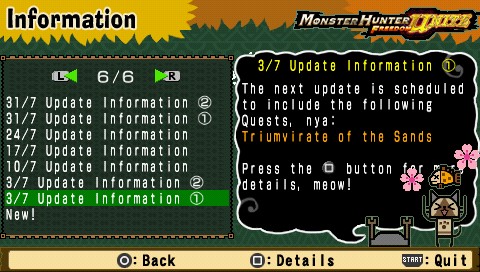 Information
MONSTER HUNTER
FREEDOM UNITE
L 6/6 R
31/7 Update Information ②
31/7 Update Information ①
24/7 Update Information
17/7 Update Information
10/7 Update Information
3/7 Update Information ②
3/7 Update Information ①
New!
3/7 Update Information ①
The next update is scheduled
to include the following
Quests, nya:
Triumvirate of the Sands
Press the button for
details, meow!
: Back
: Details
START: Quit